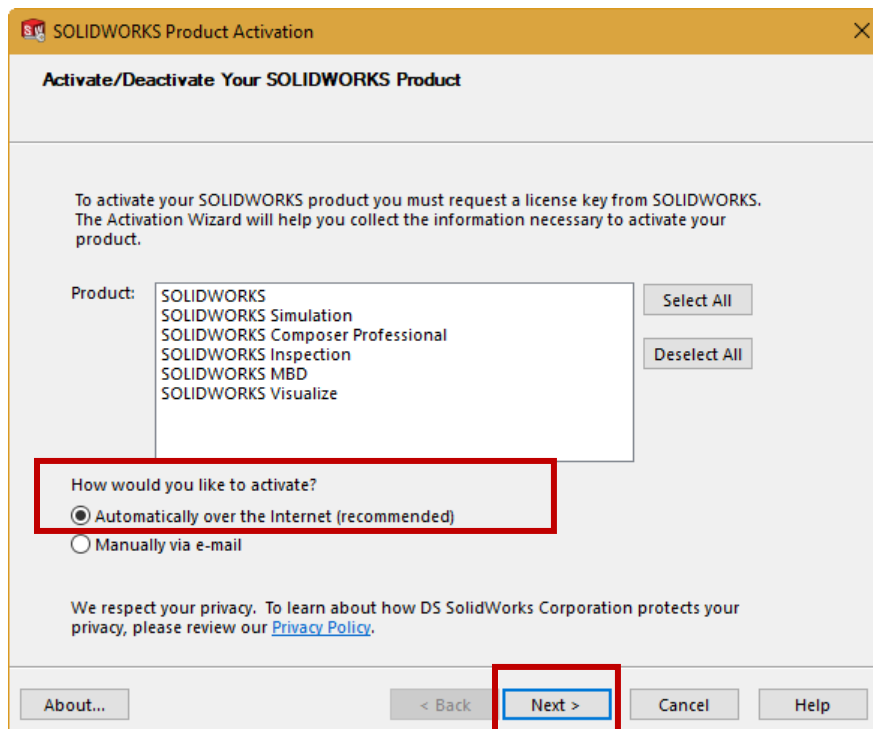 SOLIDWORKS Product Activation
Activate/Deactivate Your SOLIDWORKS Product
To activate your SOLIDWORKS product you must request a license key from SOLIDWORKS.
The Activation Wizard will help you collect the information necessary to activate your
product.
Product:
SOLIDWORKS
SOLIDWORKS Simulation
SOLIDWORKS Composer Professional
SOLIDWORKS Inspection
SOLIDWORKS MBD
SOLIDWORKS Visualize
Select All
Deselect All
How would you like to activate?
Automatically over the Internet (recommended)
Manually via e-mail
We respect your privacy. To learn about how DS SolidWorks Corporation protects your
privacy, please review our Privacy Policy.
About... < Back Next > Cancel Help